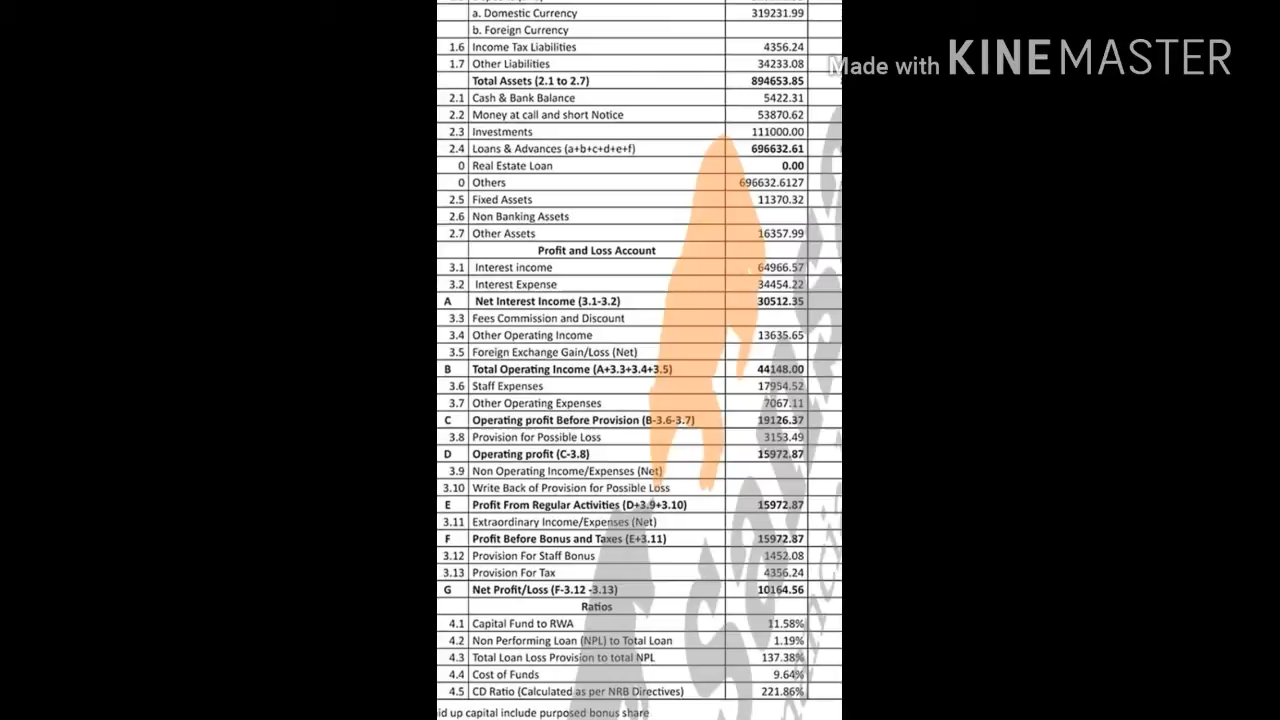 a. Domestic Currency 319231.99
b. Foreign Currency
1.6 Income Tax Liabilities 4356.24
1.7 Other Liabilities 34233.08
Made with KINEMASTER
Total Assets (2.1 to 2.7) 894653.85
2.1 Cash & Bank Balance 5422.31
2.2 Money at call and short Notice 53870.62
2.3 Investments 111000.00
2.4 Loans & Advances (a+b+c+d+e+f) 696632.61
0 Real Estate Loan 0.00
0 Others 696632.6127
2.5 Fixed Assets 11370.32
2.6 Non Banking Assets
2.7 Other Assets 16357.99
Profit and Loss Account
3.1 Interest income 64966.57
3.2 Interest Expense 34454.22
A Net Interest Income (3.1-3.2) 30512.35
3.3 Fees Commission and Discount
3.4 Other Operating Income 13635.65
3.5 Foreign Exchange Gain/Loss (Net)
B Total Operating Income (A+3.3+3.4+3.5) 44148.00
3.6 Staff Expenses 17954.52
3.7 Other Operating Expenses 7067.11
C Operating profit Before Provision (B-3.6-3.7) 19126.37
3.8 Provision for Possible Loss 3153.49
D Operating profit (C-3.8) 15972.87
3.9 Non Operating Income/Expenses (Net)
3.10 Write Back of Provision for Possible Loss
E Profit From Regular Activities (D+3.9+3.10) 15972.87
3.11 Extraordinary Income/Expenses (Net)
F Profit Before Bonus and Taxes (E+3.11) 15972.87
3.12 Provision For Staff Bonus 1452.08
3.13 Provision For Tax 4356.24
G Net Profit/Loss (F-3.12 -3.13) 10164.56
Ratios
4.1 Capital Fund to RWA 11.58%
4.2 Non Performing Loan (NPL) to Total Loan 1.19%
4.3 Total Loan Loss Provision to total NPL 137.38%
4.4 Cost of Funds 9.64%
4.5 CD Ratio (Calculated as per NRB Directives) 221.86%
up capital include purposed bonus share